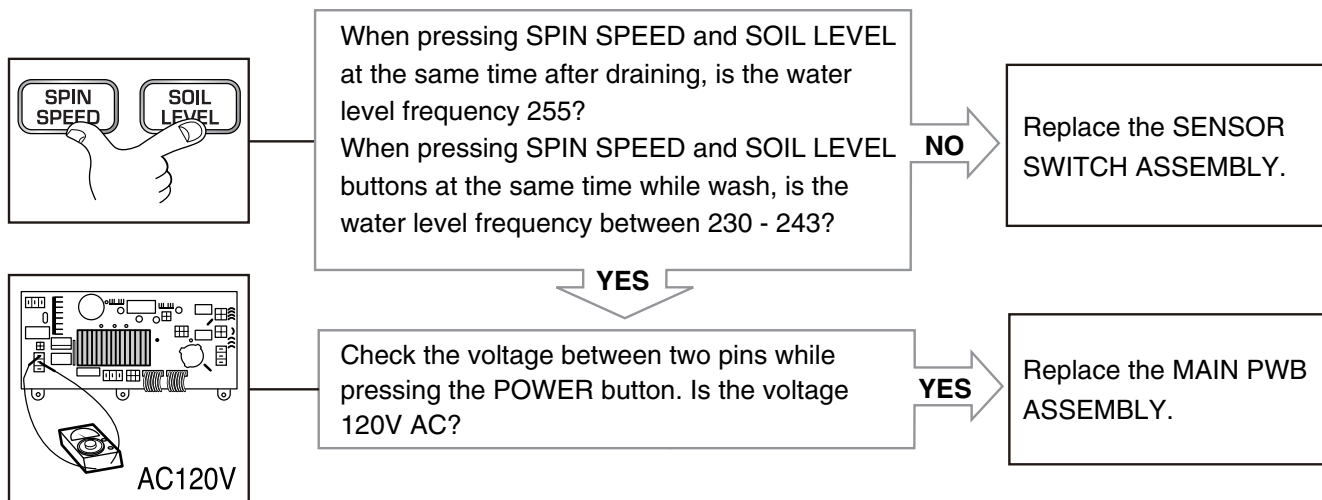 SPIN
SPEED
SOIL
LEVEL
When pressing SPIN SPEED and SOIL LEVEL
at the same time after draining, is the water
level frequency 255?
When pressing SPIN SPEED and SOIL LEVEL
buttons at the same time while wash, is the
water level frequency between 230 - 243?
NO
Replace the SENSOR
SWITCH ASSEMBLY.
YES
AC120V
Check the voltage between two pins while
pressing the POWER button. Is the voltage
120V AC?
YES
Replace the MAIN PWB
ASSEMBLY.